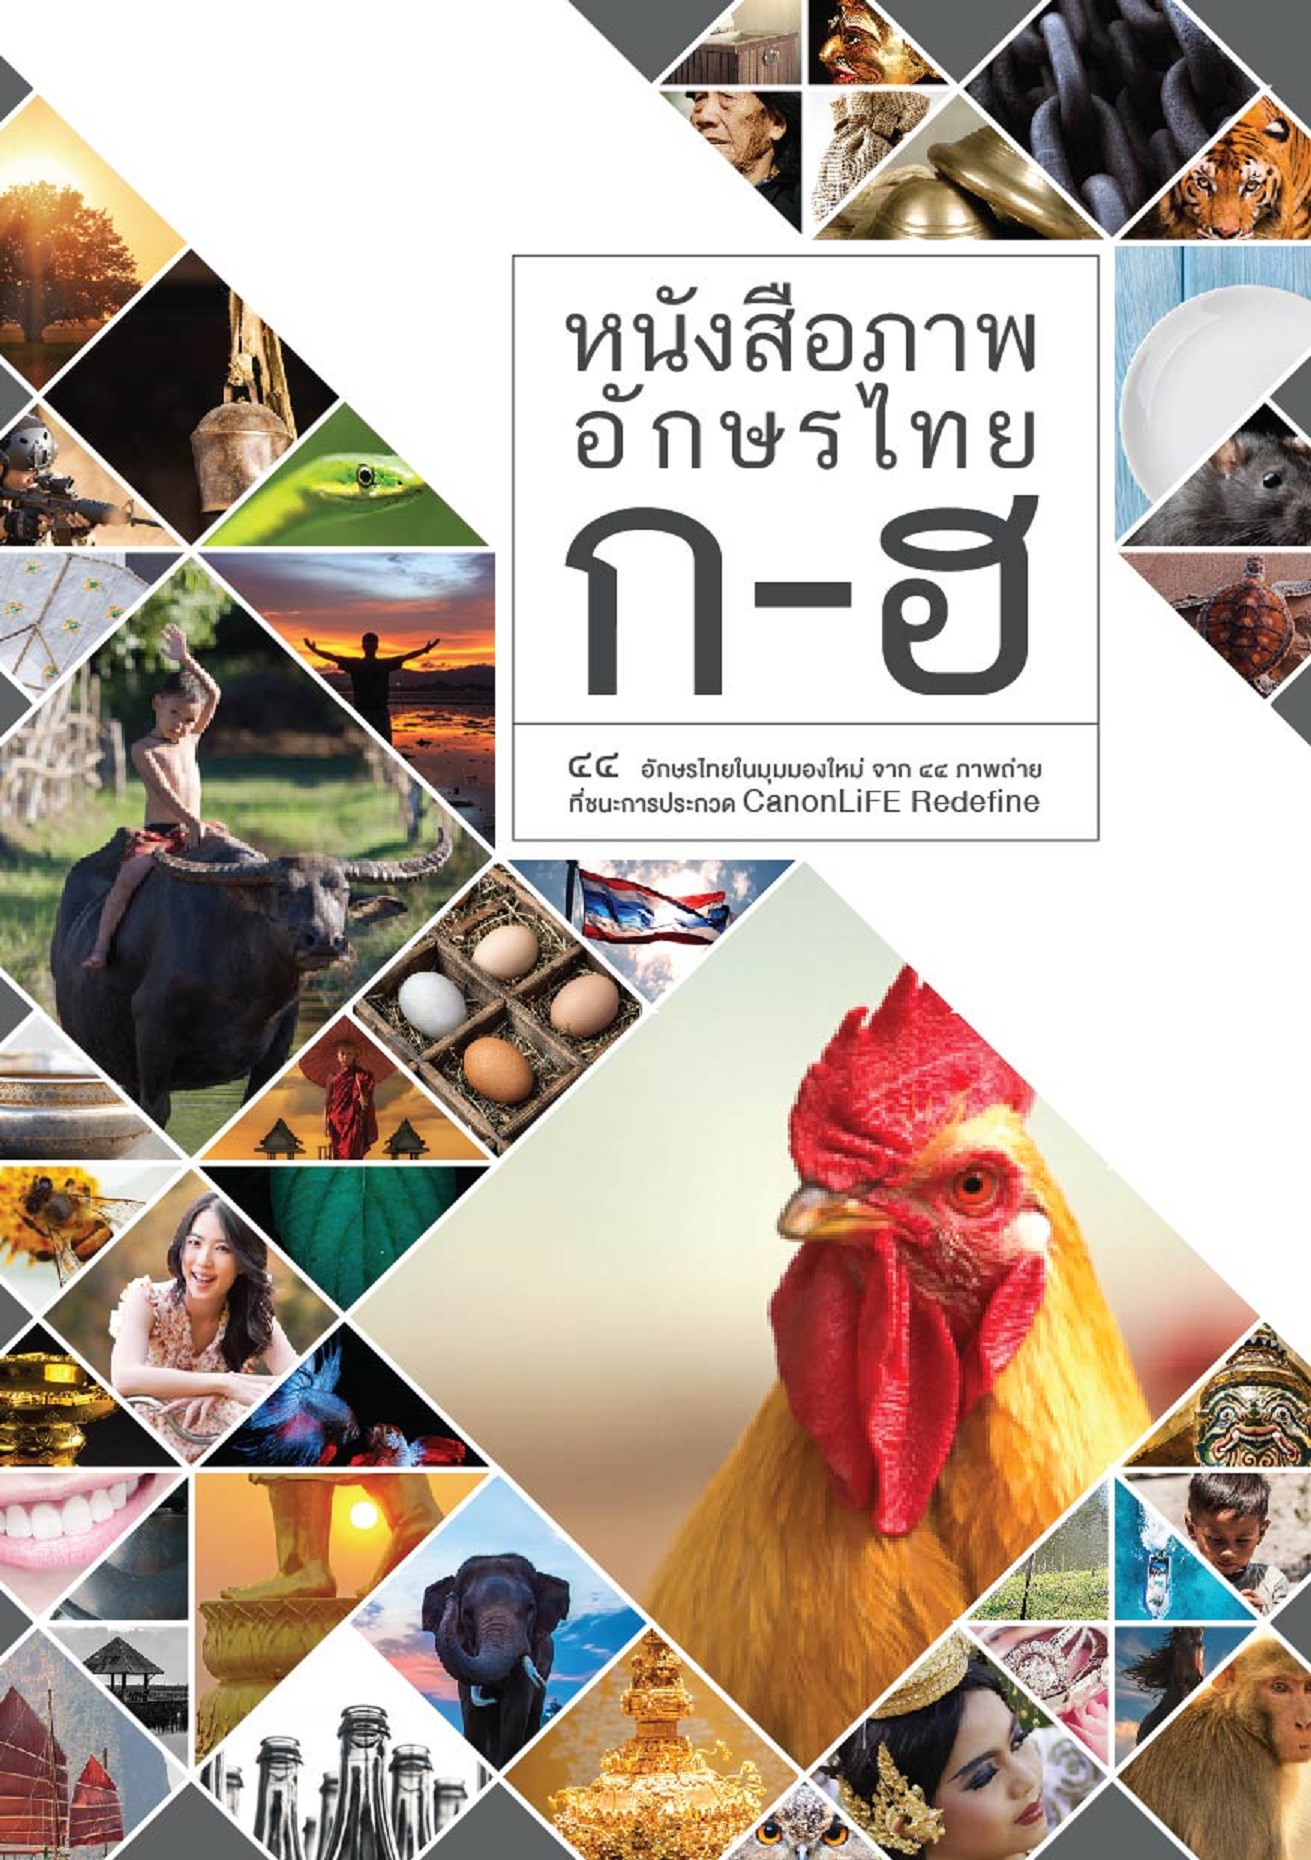 หนังสือภาพ
อักษรไทย
ก-ฮ
๔๔ อักษรไทยในมุมมองใหม่ จาก ๔๔ ภาพถ่าย
ที่ชนะการประกวด CanonLiFE Redefine